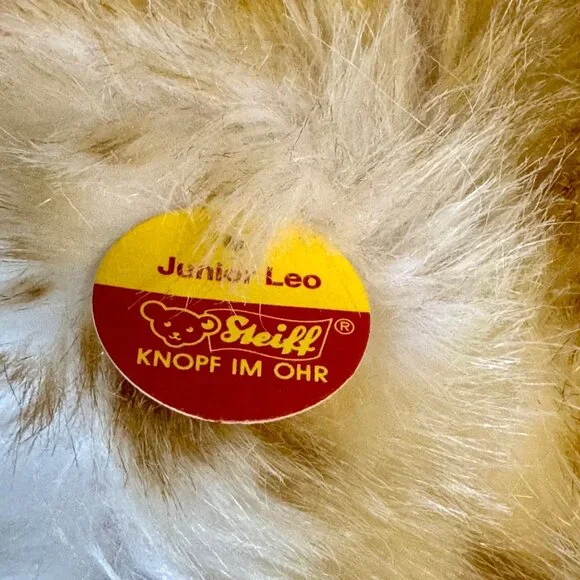 Junior Leo
Steiff ®
KNOPF IM OHR